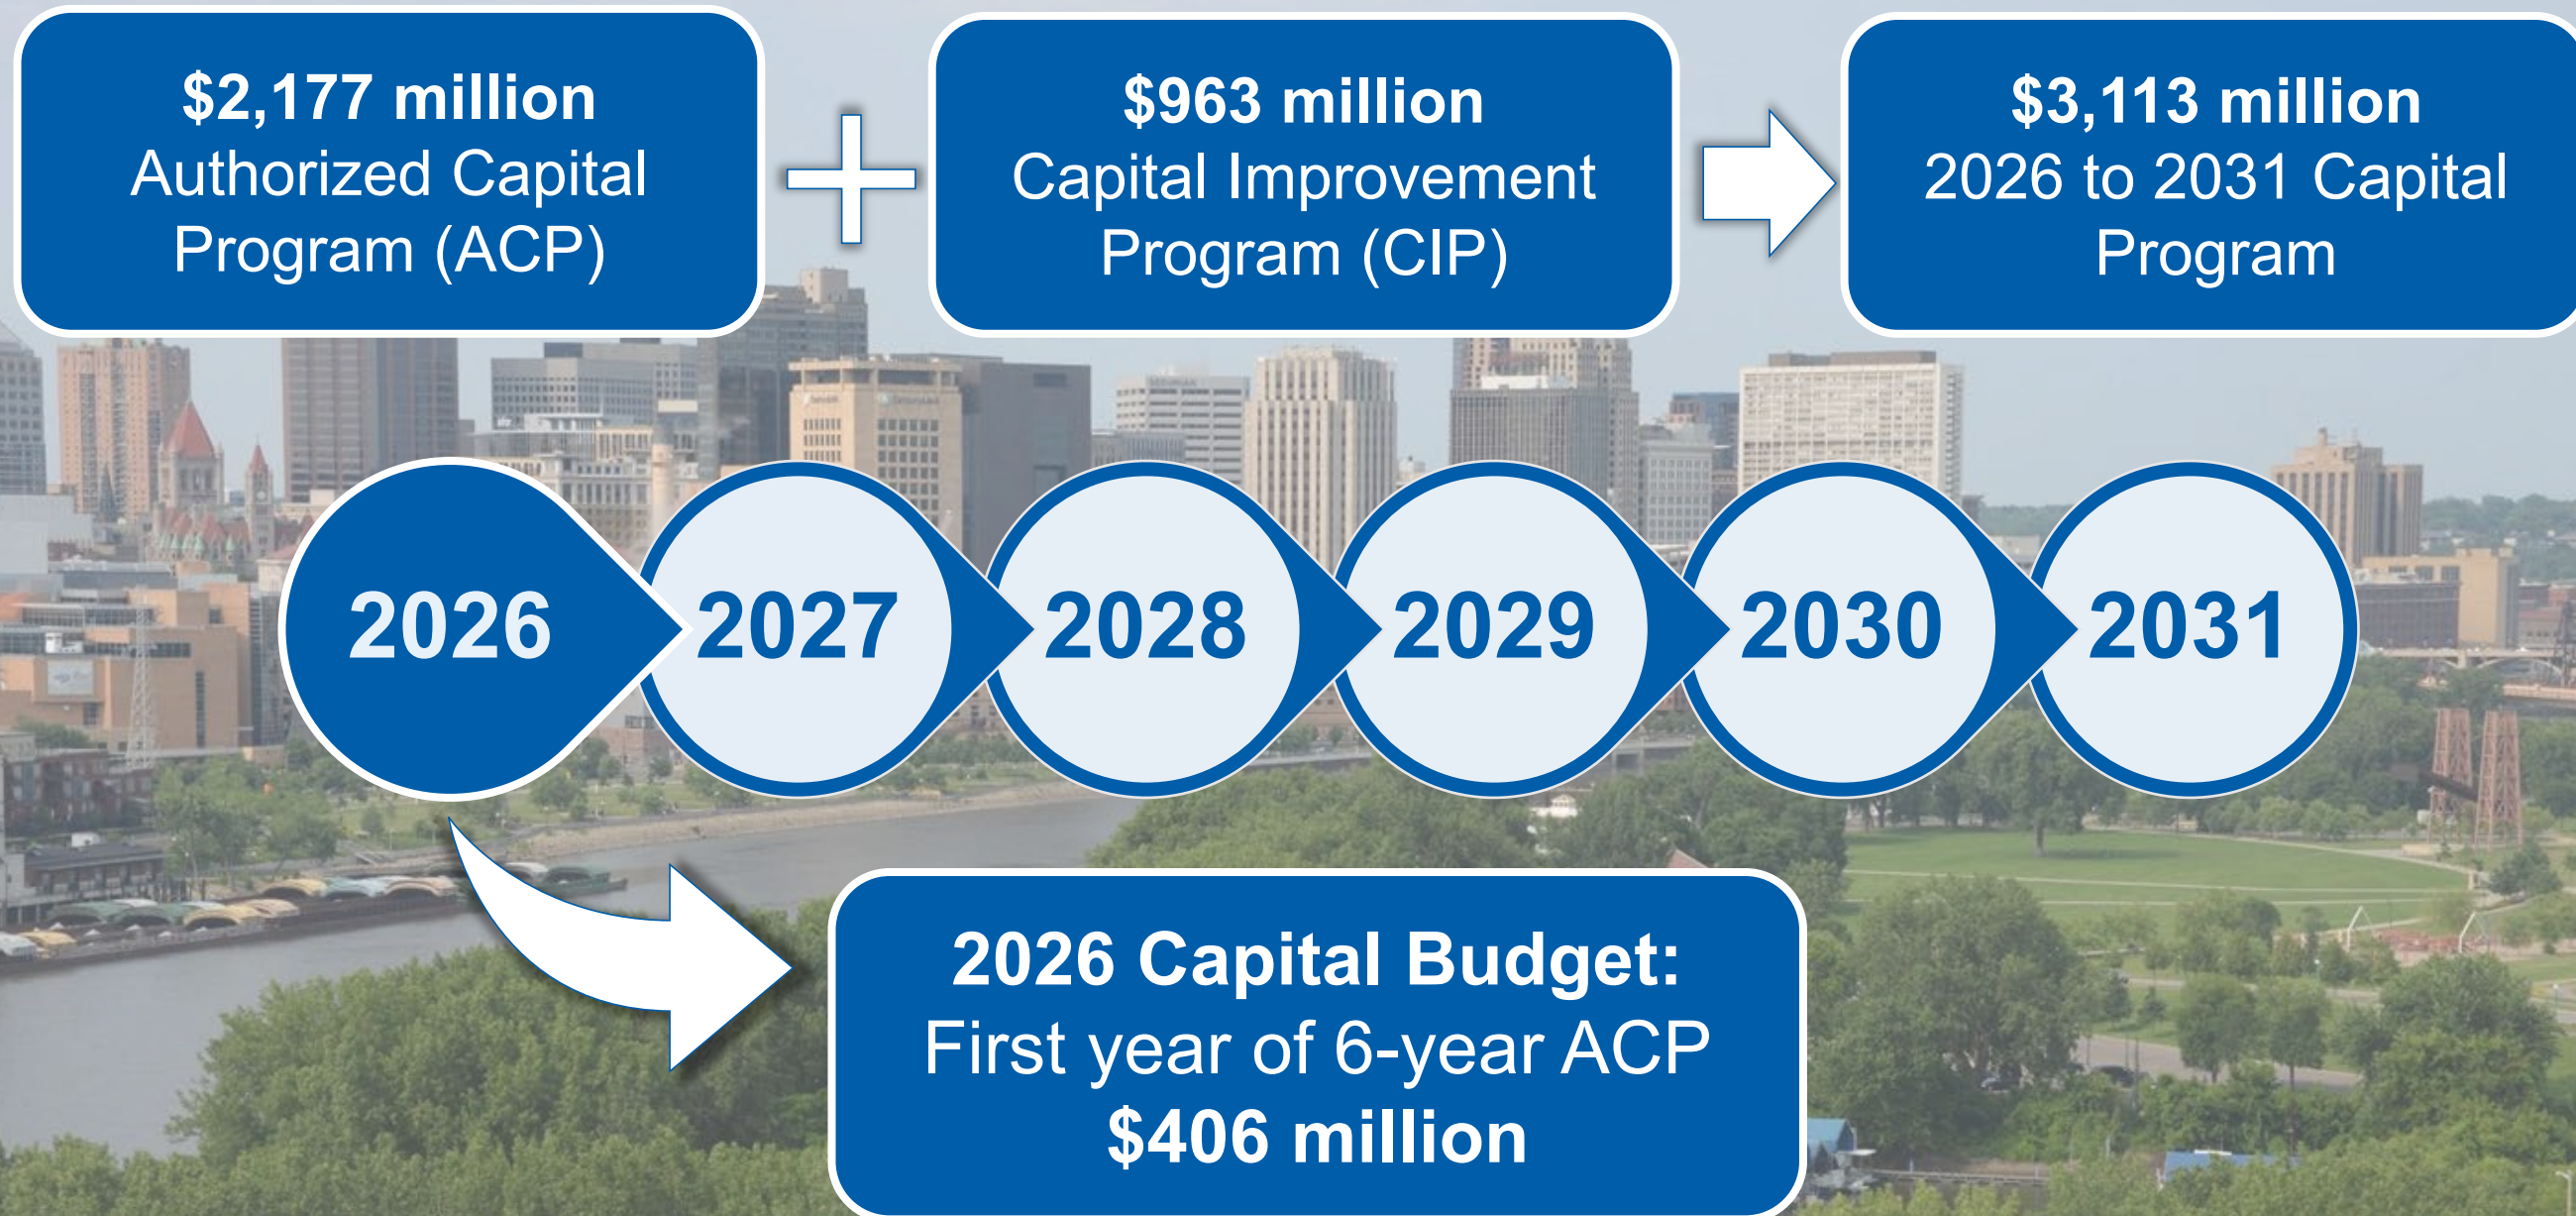 $2,177 million
Authorized Capital
Program (ACP)
$963 million
Capital Improvement
Program (CIP)
$3,113 million
2026 to 2031 Capital
Program
2026
2027
2028
2029
2030
2031
2026 Capital Budget:
First year of 6-year ACP
$406 million